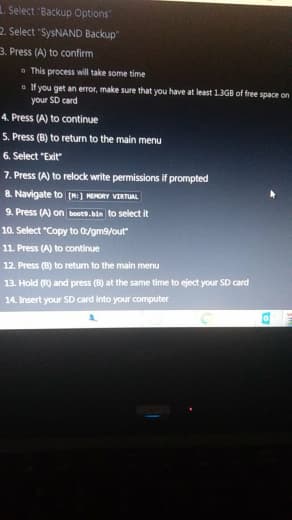 1. Select "Backup Options"
2. Select "SysNAND Backup"
3. Press (A) to confirm
This process will take some time
If you get an error, make sure that you have at least 1.3GB of free space on
your SD card
4. Press (A) to continue
5. Press (B) to return to the main menu
6. Select "Exit"
7. Press (A) to relock write permissions if prompted
8. Navigate to [M:] MEMORY VIRTUAL
9. Press (A) on boot9.bin to select it
10. Select "Copy to 0:/gm9/out"
11. Press (A) to continue
12. Press (B) to return to the main menu
13. Hold (R) and press (B) at the same time to eject your SD card
14. Insert your SD card into your computer